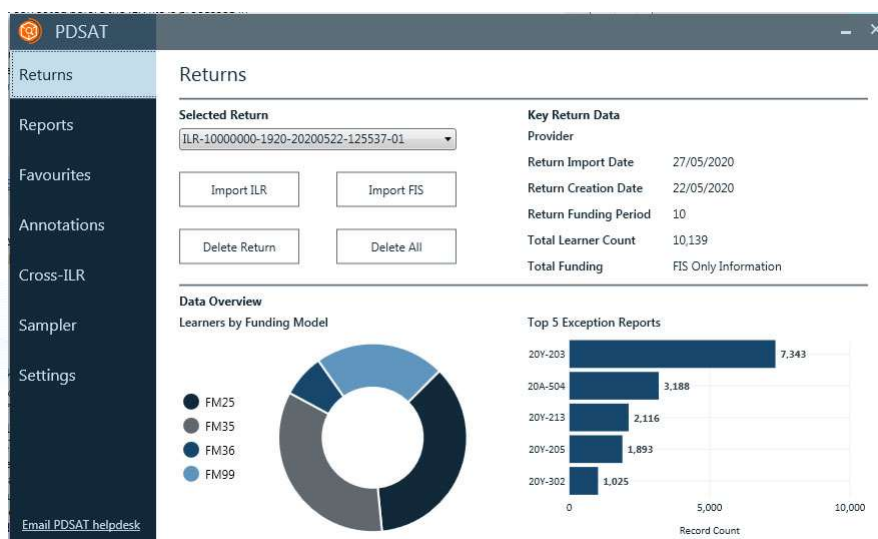 PDSAT
Returns
Reports
Favourites
Annotations
Cross-ILR
Sampler
Settings
Email PDSAT helpdesk
Returns
Selected Return
ILR-10000000-1920-20200522-125537-01
Import ILR Import FIS
Delete Return Delete All
Key Return Data
Provider
Return Import Date 27/05/2020
Return Creation Date 22/05/2020
Return Funding Period 10
Total Learner Count 10,139
Total Funding FIS Only Information
Data Overview
Learners by Funding Model
FM25
FM35
FM36
FM99
Top 5 Exception Reports
20Y-203 7,343
20A-504 3,188
20Y-213 2,116
20Y-205 1,893
20Y-302 1,025
0 5,000 10,000
Record Count